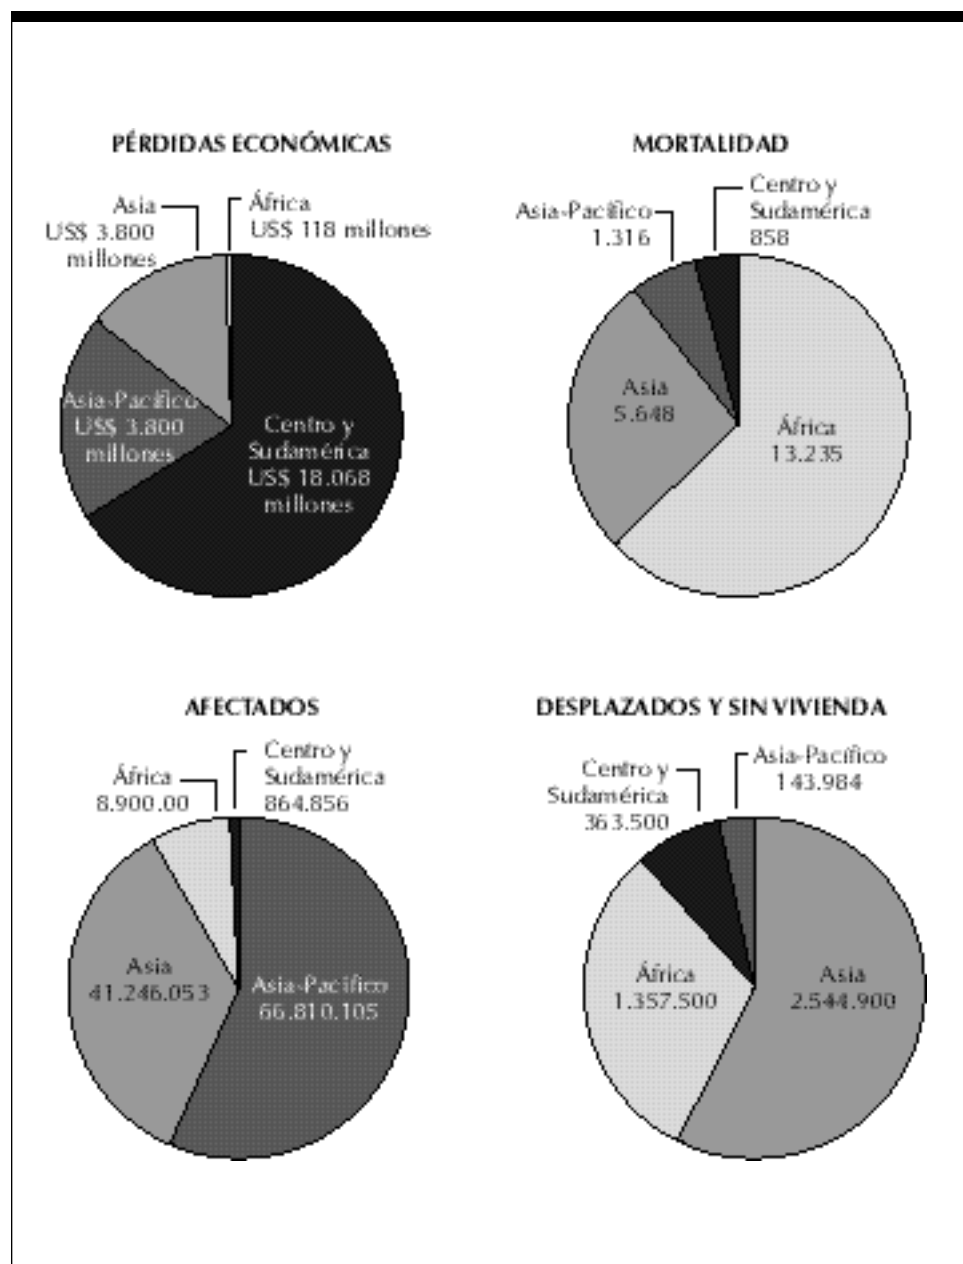 PÉRDIDAS ECONÓMICAS
Asia
US$ 3.800
millones
África
US$ 118 millones
Asia-Pacífico
US$ 3.800
millones
Centro y
Sudamérica
US$ 18.068
millones
MORTALIDAD
Asia-Pacífico
1.316
Centro y
Sudamérica
858
Asia
5.648
África
13.235
AFECTADOS
África
8.900.00
Centro y
Sudamérica
864.856
Asia
41.246.053
Asia-Pacífico
66.810.105
DESPLAZADOS Y SIN VIVIENDA
Centro y
Sudamérica
363.500
Asia-Pacífico
143.984
África
1.357.500
Asia
2.544.900